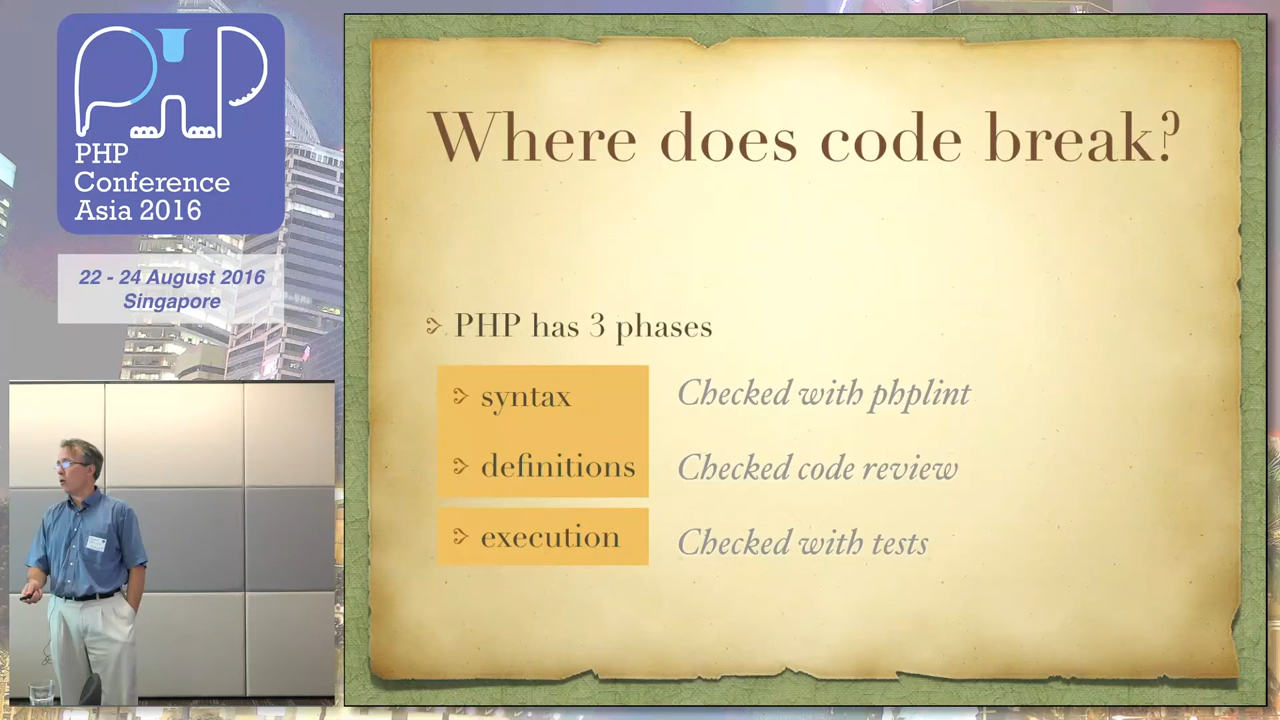 PHP
Conference
Asia 2016
22 - 24 August 2016
Singapore
Where does code break?
PHP has 3 phases
syntax
Checked with phplint
definitions
Checked code review
execution
Checked with tests